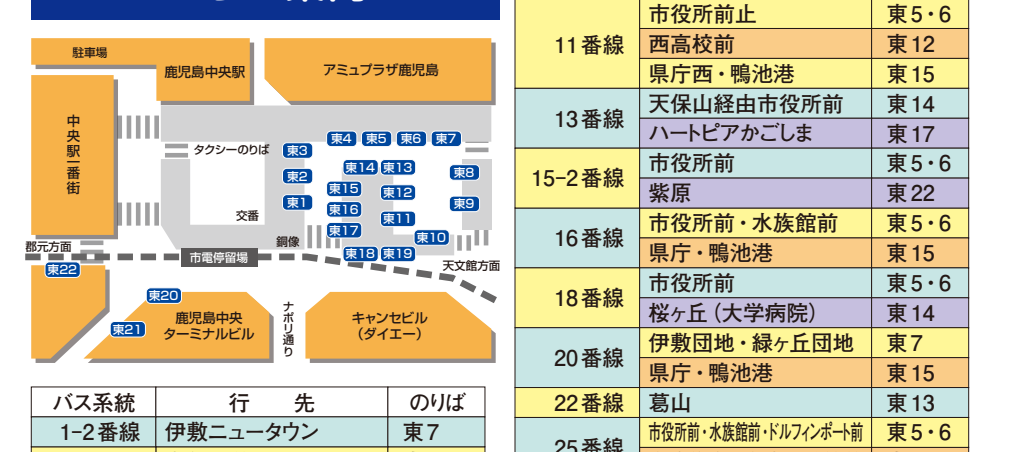 駐車場
鹿児島中央駅
アミュプラザ鹿児島
中央駅一番街
タクシーのりば
東4 東5 東6 東7
東3
東2
東1
東14 東13
東15
東12
東16
東11
東17
東10
東8
東9
東18 東19
交番
銅像
郡元方面
市電停留場
天文館方面
東22
東20
東21
鹿児島中央
ターミナルビル
ナポリ通り
キャンセビル
(ダイエー)
バス系統 行先 のりば
1-2番線 伊敷ニュータウン 東7
11番線
市役所前止 東5・6
西高校前 東12
県庁西・鴨池港 東15
13番線
天保山経由市役所前 東14
ハートピアかごしま 東17
15-2番線
市役所前 東5・6
紫原 東22
16番線
市役所前・水族館前 東5・6
県庁・鴨池港 東15
18番線
市役所前 東5・6
桜ヶ丘(大学病院) 東14
20番線
伊敷団地・緑ヶ丘団地 東7
県庁・鴨池港 東15
22番線 葛山 東13
25番線
市役所前・水族館前・ドルフィンポート前 東5・6